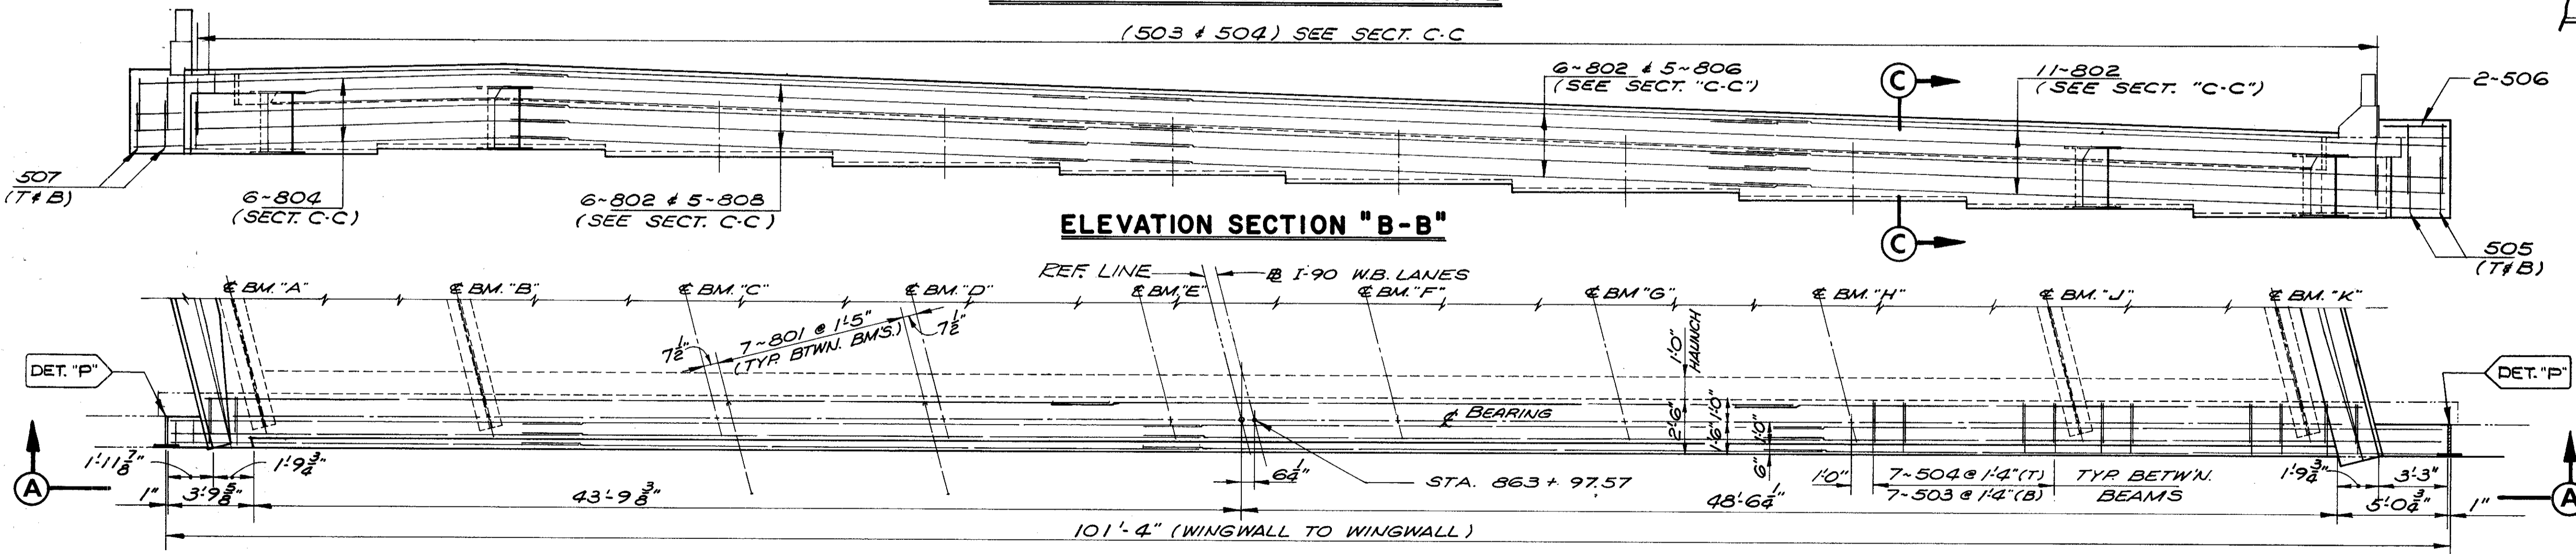 (503 & 504) SEE SECT. C-C
6~802 & 5~806
(SEE SECT. "C-C")
C
11~802
(SEE SECT. "C-C")
2-506
507
(T&B)
6~804
(SECT. C-C)
6~802 & 5~808
(SEE SECT. C-C)
ELEVATION SECTION "B-B"
C
505
(T&B)
REF. LINE
℄ I-90 W.B. LANES
℄ BM. "A"
℄ BM. "B"
℄ BM. "C"
℄ BM. "D"
℄ BM. "E"
℄ BM. "F"
℄ BM "G"
℄ BM. "H"
℄ BM. "J"
℄ BM. "K"
7½"
7~801 @ 1'-5"
(TYP. BTWN. BM'S.)
7½"
1'-0"
HAUNCH
DET. "P"
DET. "P"
℄ BEARING
2'-6"
1'-0"
1'-6"
1'-0"
6"
1'-11⅞"
1'-9¾"
A
1"
3'-9⅝"
43'-9⅜"
6¼"
STA. 863 + 97.57
48'-6¼"
1'-0"
7~504 @ 1'-4" (T)
7~503 @ 1'-4" (B)
TYP. BETW'N.
BEAMS
1'-9¾"
3'-3"
5'-0¾"
1"
A
101'-4" (WINGWALL TO WINGWALL)